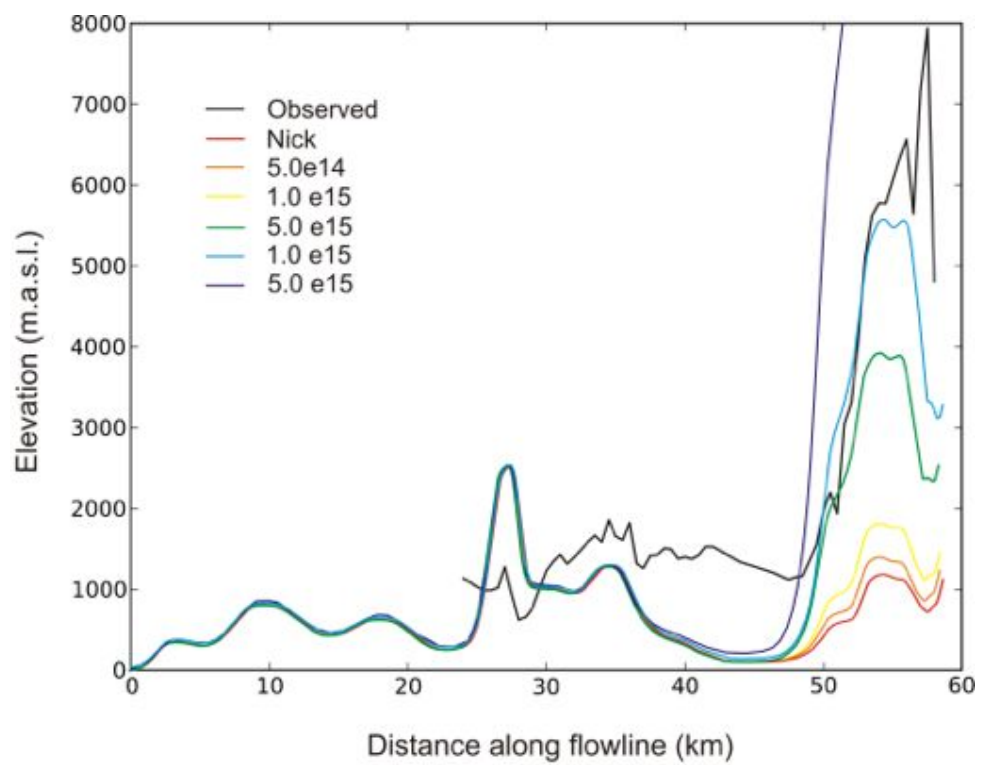 8000
7000
6000
5000
4000
3000
2000
1000
0
Elevation (m.a.s.l.)
Observed
Nick
5.0e14
1.0 e15
5.0 e15
1.0 e15
5.0 e15
0 10 20 30 40 50 60
Distance along flowline (km)